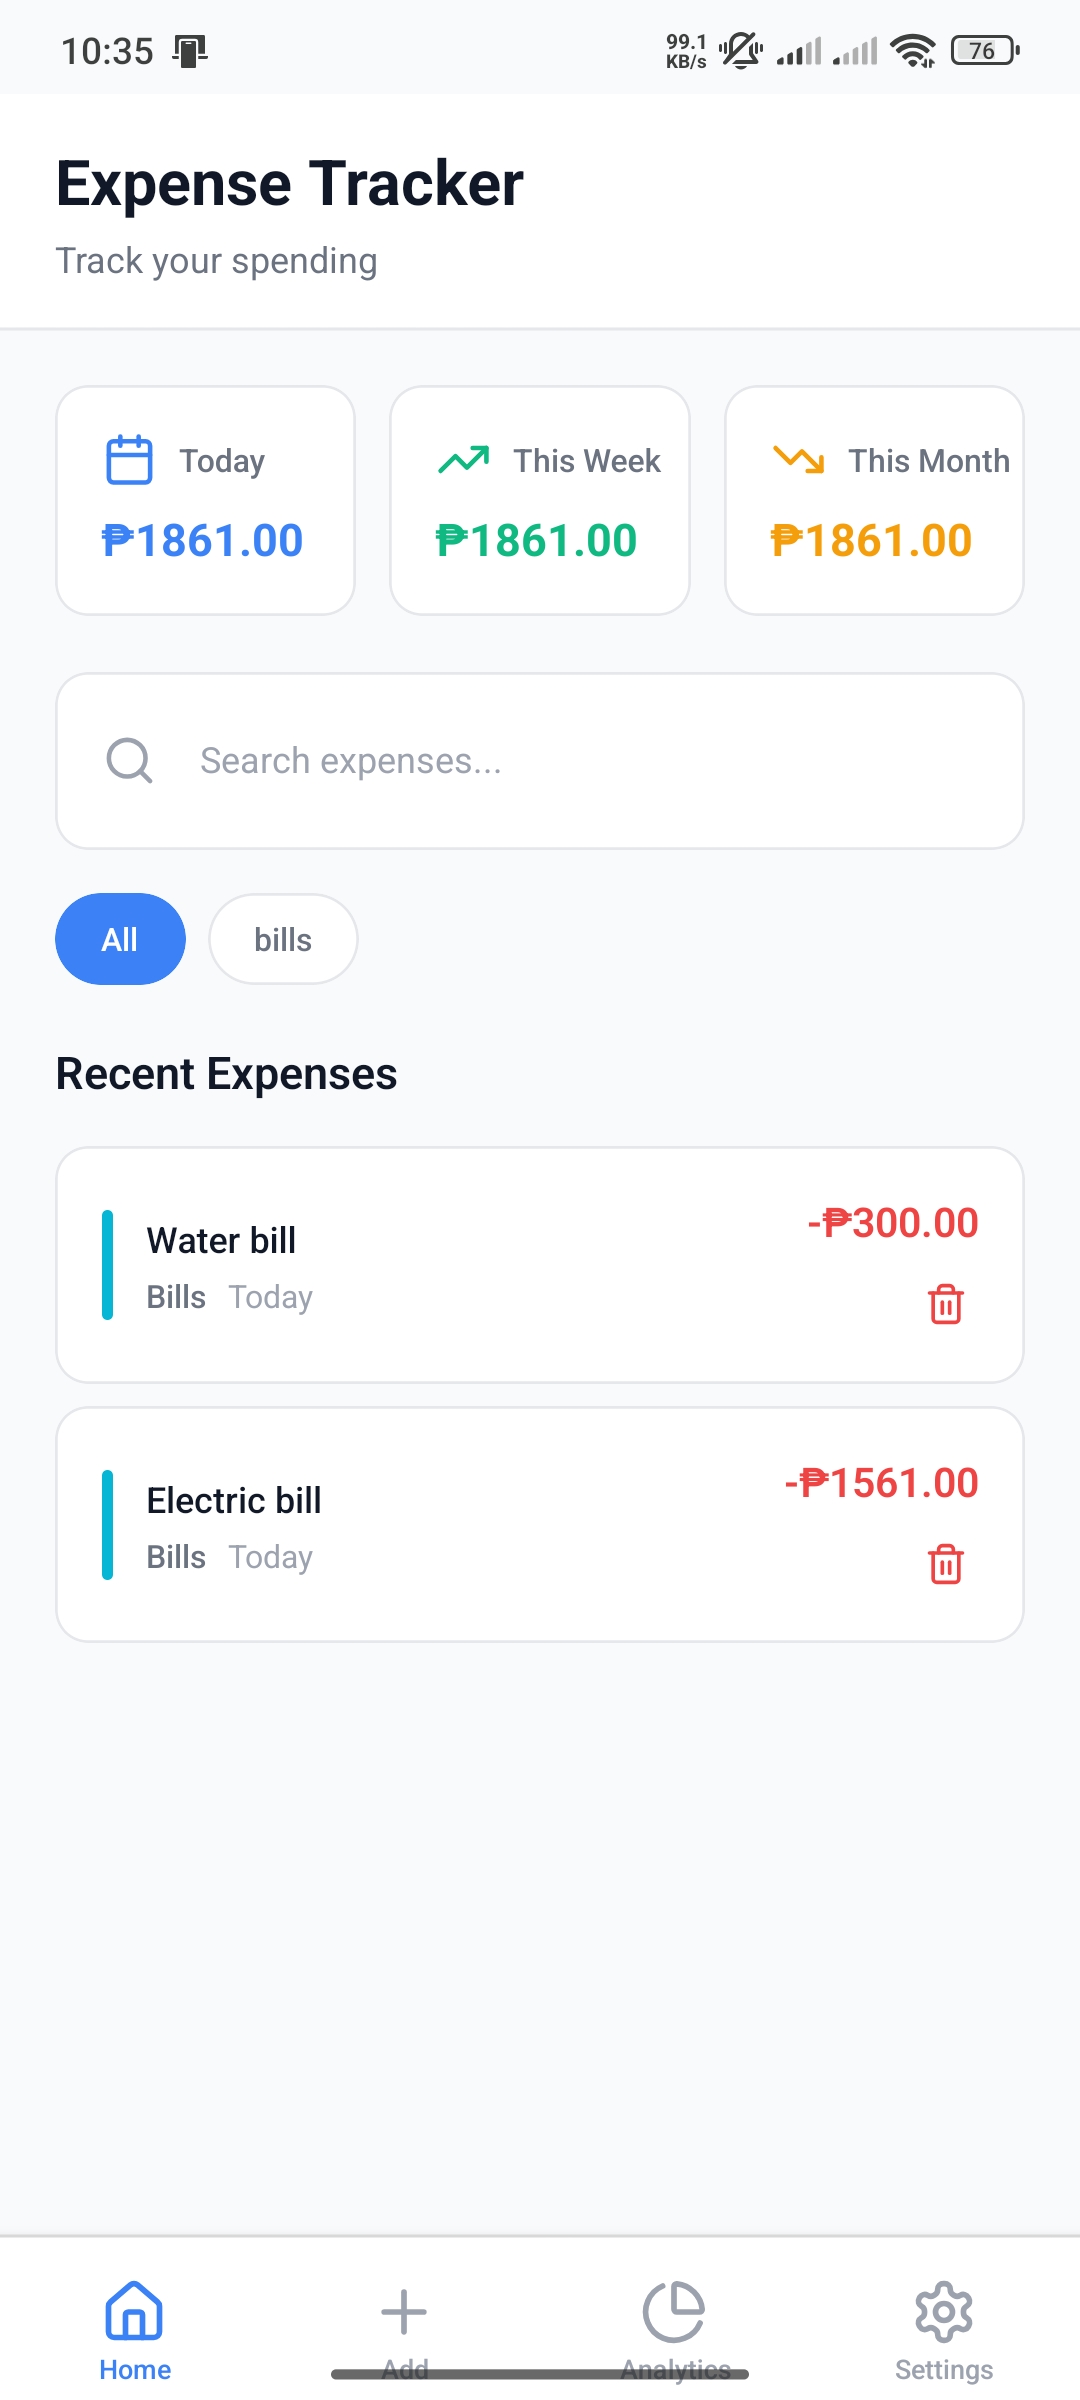 10:35
99.1
KB/s
76
Expense Tracker
Track your spending
Today
This Week
This Month
₱1861.00
₱1861.00
₱1861.00
Search expenses...
All
bills
Recent Expenses
Water bill
-₱300.00
Bills Today
Electric bill
-₱1561.00
Bills Today
Home
Add
Analytics
Settings